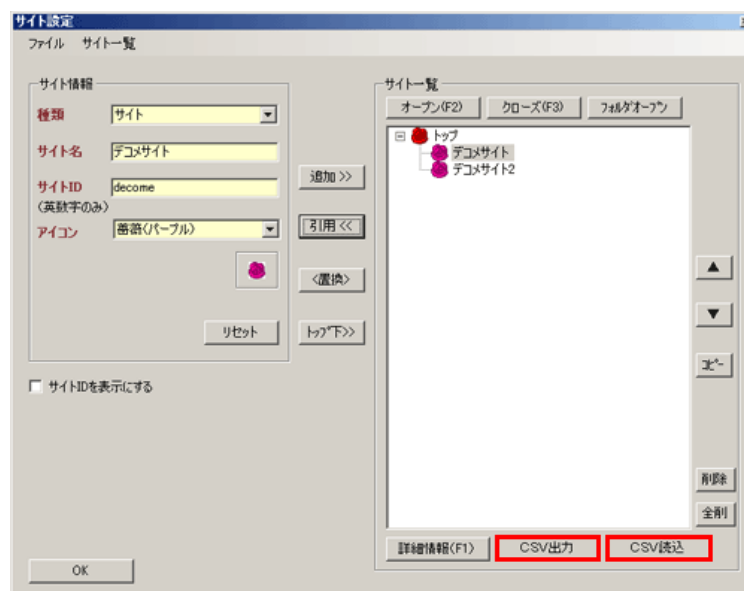 サイト設定
ファイル サイト一覧
サイト情報
種類 サイト
サイト名 デコメサイト
サイトID decome
(英数字のみ)
アイコン 薔薇(パープル)
リセット
サイトIDを表示にする
OK
追加 >>
引用 <<
<置換>
トップ下>>
サイト一覧
オープン(F2) クローズ(F3) フォルダオープン
トップ
デコメサイト
デコメサイト2
▲
▼
コピー
削除
全削
詳細情報(F1) CSV出力 CSV読込